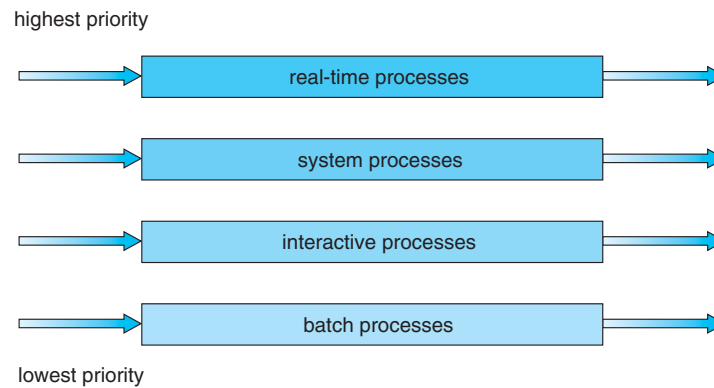 highest priority
real-time processes
system processes
interactive processes
batch processes
lowest priority